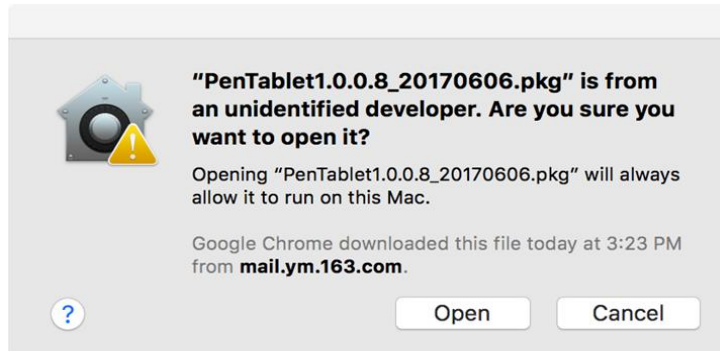 “PenTablet1.0.0.8_20170606.pkg” is from
an unidentified developer. Are you sure you
want to open it?
Opening “PenTablet1.0.0.8_20170606.pkg” will always
allow it to run on this Mac.
Google Chrome downloaded this file today at 3:23 PM
from mail.ym.163.com.
? Open Cancel